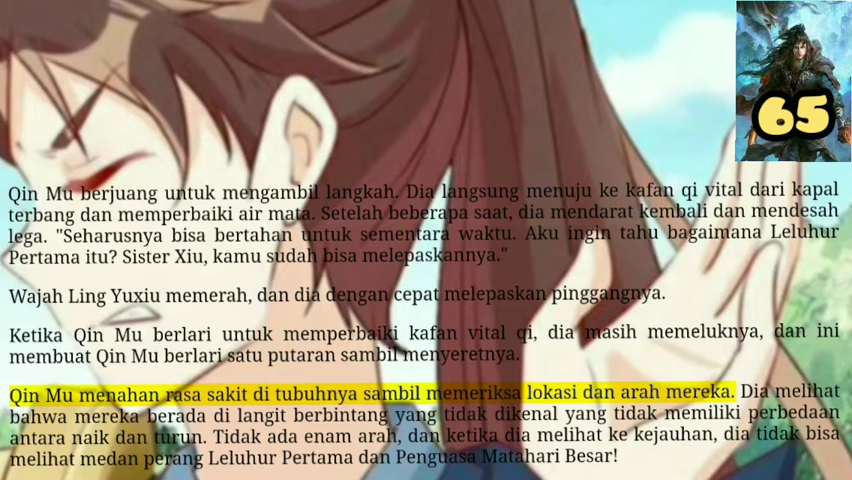 65
Qin Mu berjuang untuk mengambil langkah. Dia langsung menuju ke kafan qi vital dari kapal
terbang dan memperbaiki air mata. Setelah beberapa saat, dia mendarat kembali dan mendesah
lega. "Seharusnya bisa bertahan untuk sementara waktu. Aku ingin tahu bagaimana Leluhur
Pertama itu? Sister Xiu, kamu sudah bisa melepaskannya."
Wajah Ling Yuxiu memerah, dan dia dengan cepat melepaskan pinggangnya.
Ketika Qin Mu berlari untuk memperbaiki kafan vital qi, dia masih memeluknya, dan ini
membuat Qin Mu berlari satu putaran sambil menyeretnya.
Qin Mu menahan rasa sakit di tubuhnya sambil memeriksa lokasi dan arah mereka. Dia melihat
bahwa mereka berada di langit berbintang yang tidak dikenal yang tidak memiliki perbedaan
antara naik dan turun. Tidak ada enam arah, dan ketika dia melihat ke kejauhan, dia tidak bisa
melihat medan perang Leluhur Pertama dan Penguasa Matahari Besar!